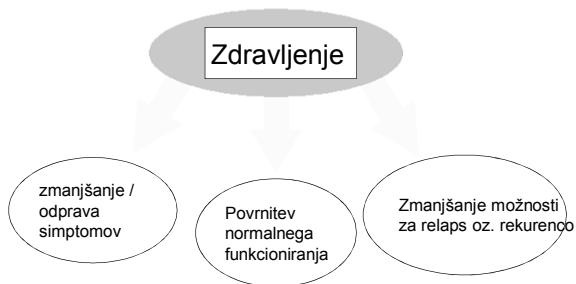 Zdravljenje
zmanjšanje /
odprava
simptomov
Povrnitev
normalnega
funkcioniranja
Zmanjšanje možnosti
za relaps oz. rekurenco